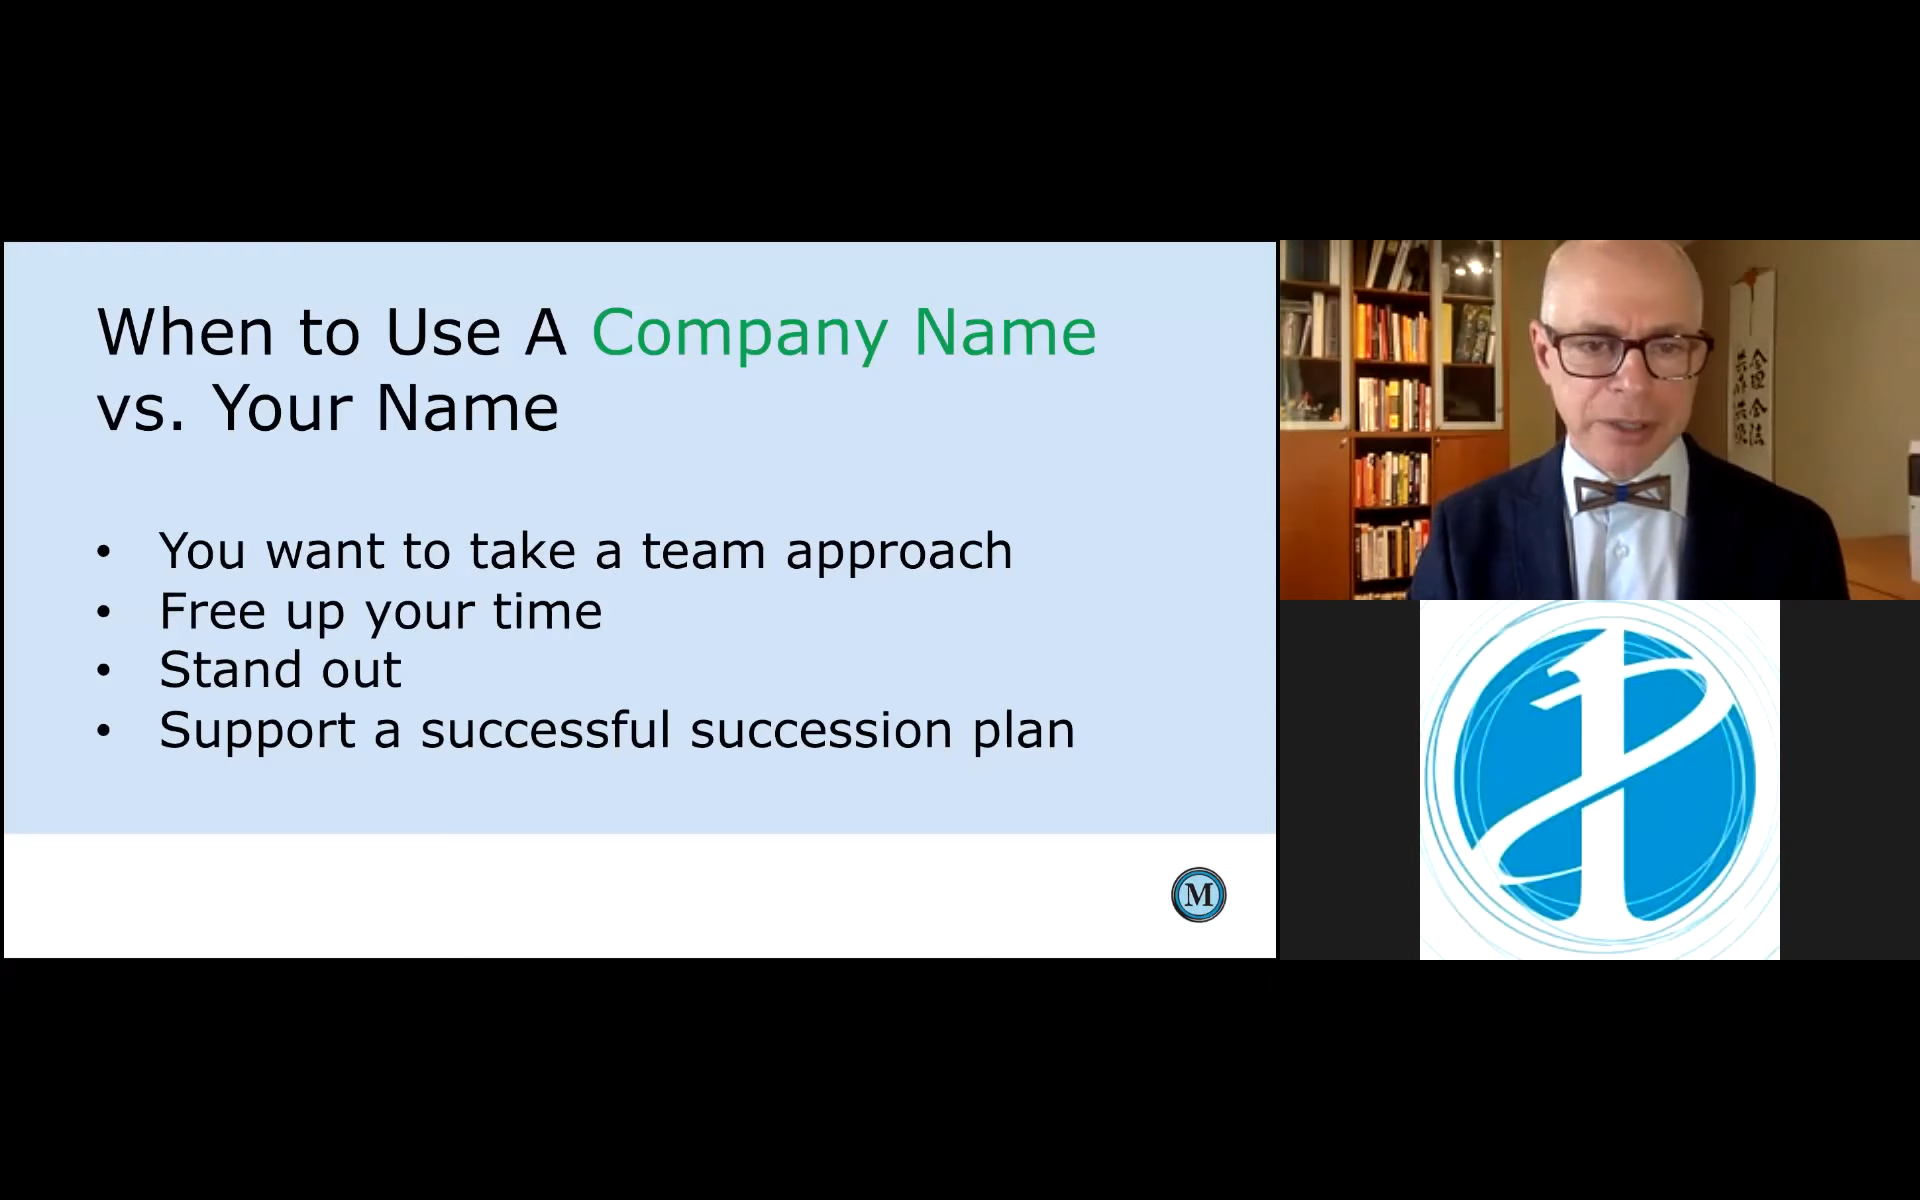 When to Use A Company Name
vs. Your Name
• You want to take a team approach
• Free up your time
• Stand out
• Support a successful succession plan
M